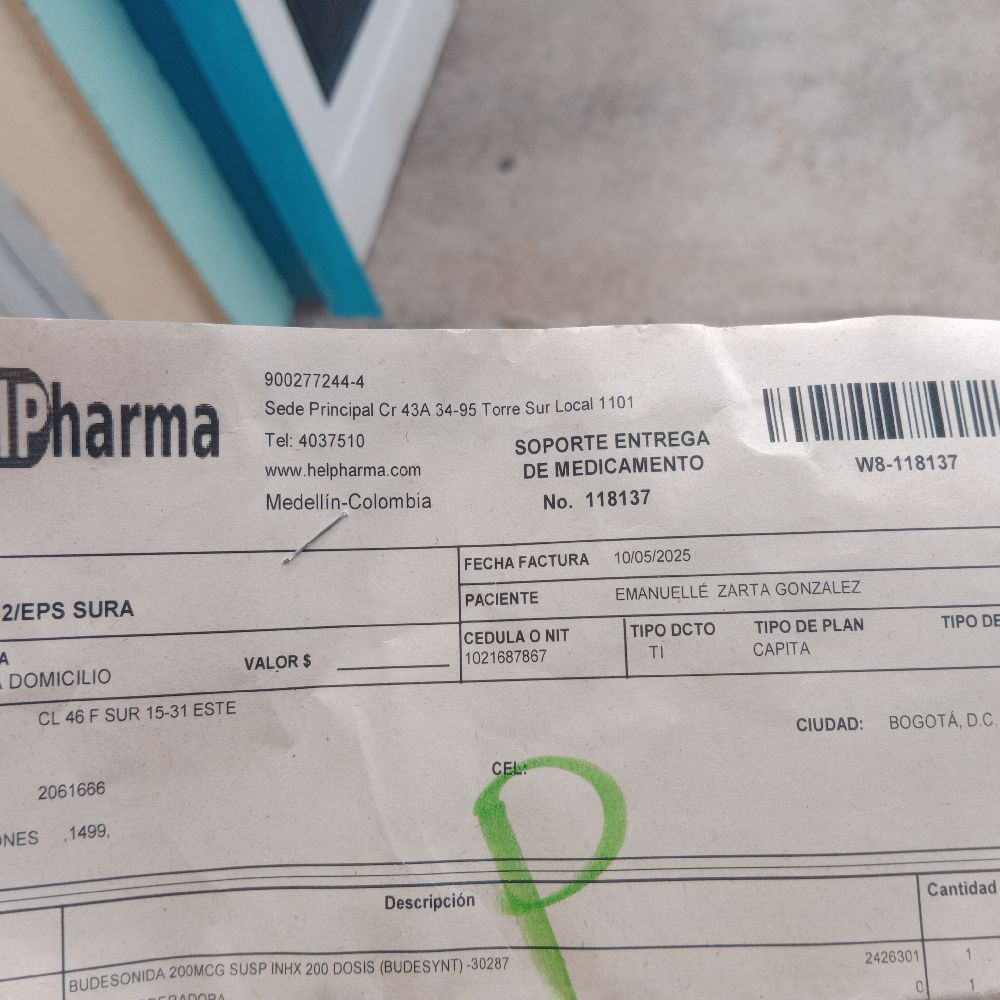 Pharma
900277244-4
Sede Principal Cr 43A 34-95 Torre Sur Local 1101
Tel: 4037510
www.helpharma.com
Medellín-Colombia
SOPORTE ENTREGA
DE MEDICAMENTO
No. 118137
W8-118137
FECHA FACTURA 10/05/2025
2/EPS SURA
PACIENTE EMANUELLÉ ZARTA GONZALEZ
CEDULA O NIT TIPO DCTO TIPO DE PLAN TIPO DE
1021687867 TI CAPITA
A
A DOMICILIO VALOR $
CL 46 F SUR 15-31 ESTE
CIUDAD: BOGOTÁ, D.C.
CEL:
2061666
ONES .1499,
P
Descripción Cantidad
BUDESONIDA 200MCG SUSP INHX 200 DOSIS (BUDESYNT) -30287 2426301 1
0 1